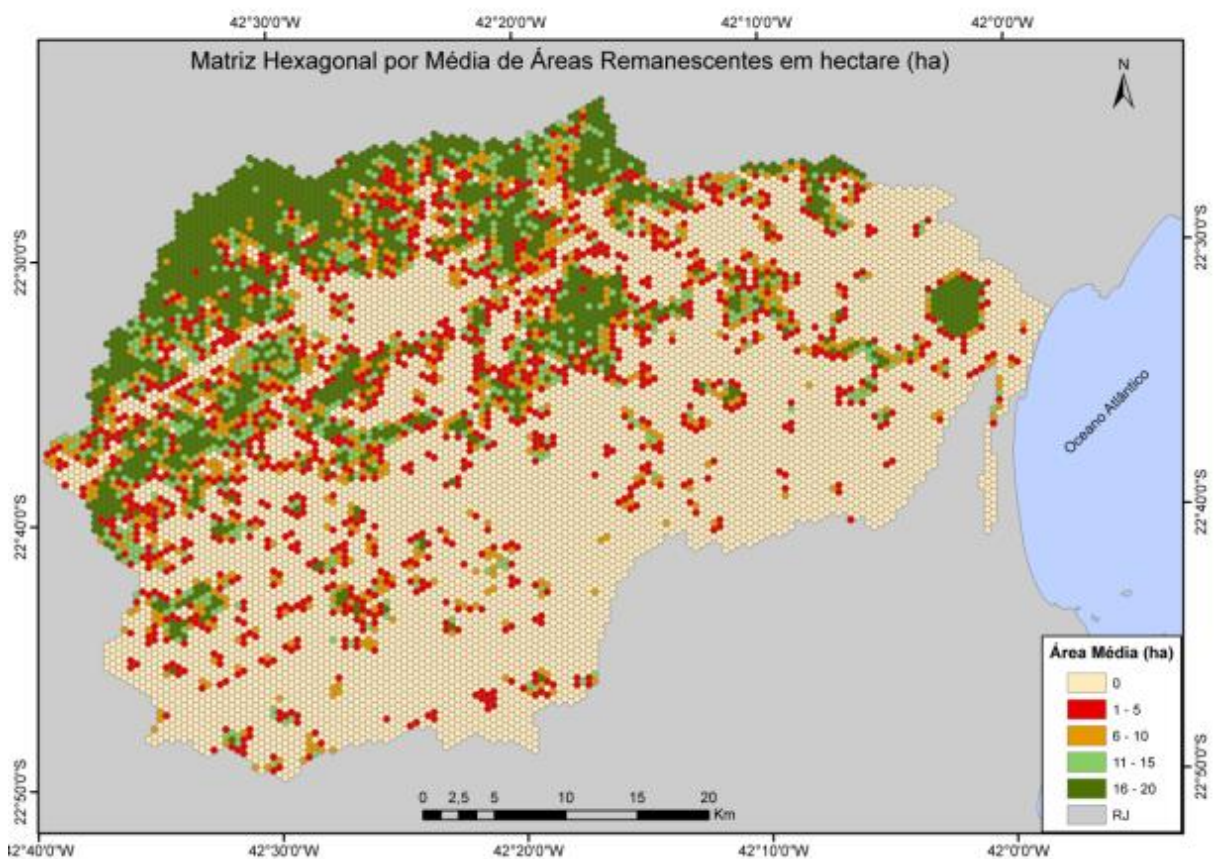 42°30'0"W 42°20'0"W 42°10'0"W 42°0'0"W
Matriz Hexagonal por Média de Áreas Remanescentes em hectare (ha)
N
22°30'0"S 22°30'0"S
Oceano Atlântico
22°40'0"S 22°40'0"S
Área Média (ha)
0
1 - 5
6 - 10
11 - 15
16 - 20
RJ
22°50'0"S 22°50'0"S
0 2,5 5 10 15 20
Km
42°40'0"W 42°30'0"W 42°20'0"W 42°10'0"W 42°0'0"W